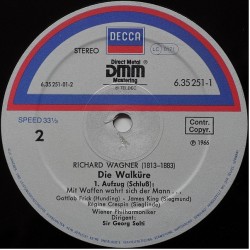 DECCA
Direct Metal
DMM
Mastering
STEREO
6.35 251-01-2
6.35 251-1
SPEED 33⅓
Contr.
Copyr.
2
℗ 1966
RICHARD WAGNER (1813-1883)
Die Walküre
1. Aufzug (Schluß):
Mit Waffen wahrt sich der Mann . . .
Gottlob Frick (Hunding) - James King (Siegmund)
Régine Crespin (Sieglinde)
Wiener Philharmoniker
Dirigent:
Sir Georg Solti